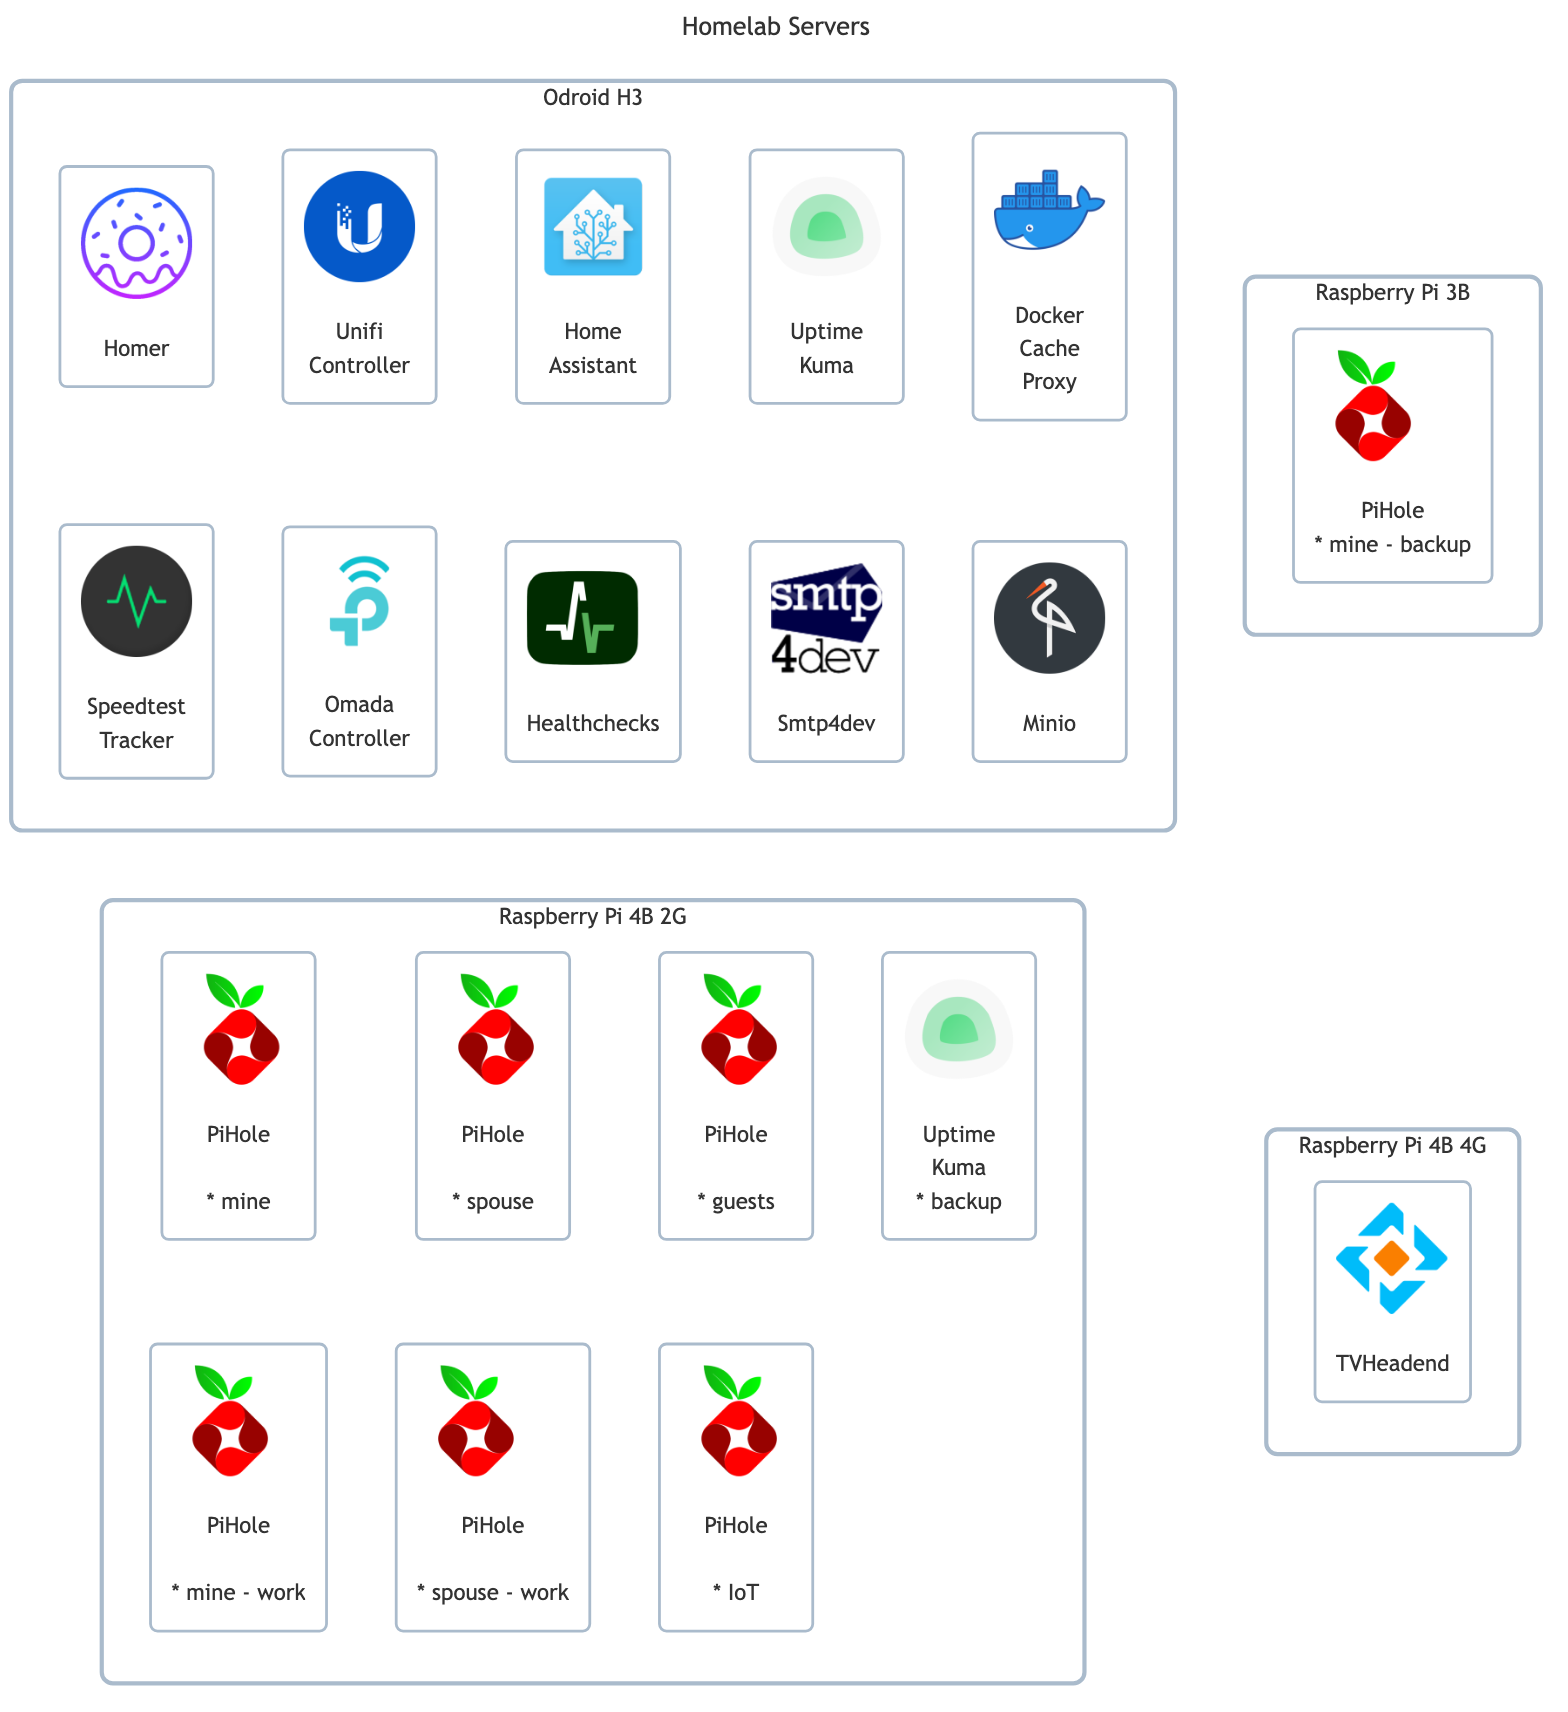 Homelab Servers
Odroid H3
Homer
Unifi
Controller
Home
Assistant
Uptime
Kuma
Docker
Cache
Proxy
Speedtest
Tracker
Omada
Controller
Healthchecks
smtp
4dev
Smtp4dev
Minio
Raspberry Pi 3B
PiHole
* mine - backup
Raspberry Pi 4B 2G
PiHole
* mine
PiHole
* spouse
PiHole
* guests
Uptime
Kuma
* backup
PiHole
* mine - work
PiHole
* spouse - work
PiHole
* IoT
Raspberry Pi 4B 4G
TVHeadend